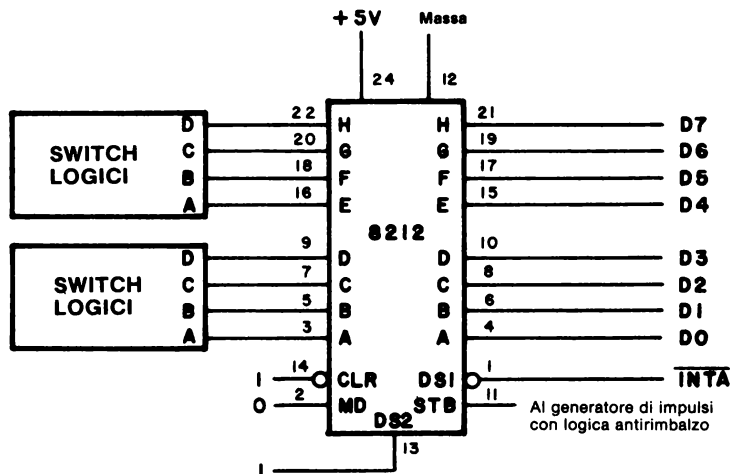 +5V Massa
24 12
D 22 H H 21 D7
C 20 G G 19 D6
SWITCH LOGICI
B 18 F F 17 D5
A 16 E E 15 D4
8212
D 9 D D 10 D3
C 7 C C 8 D2
SWITCH LOGICI
B 5 B B 6 D1
A 3 A A 4 D0
1 14 CLR DS1 1 INTA
0 2 MD STB 11 Al generatore di impulsi
con logica antirimbalzo
DS2
13
1